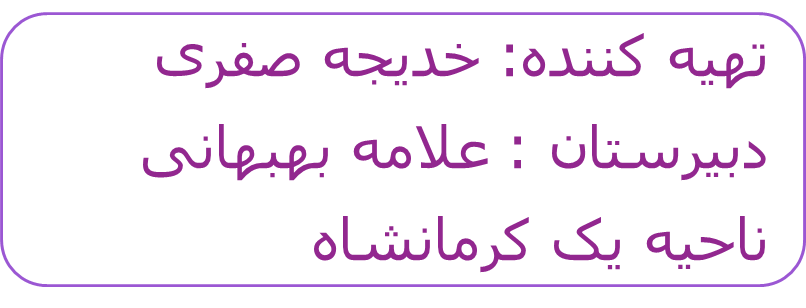 تهیه کننده: خدیجه صفری
دبیرستان : علامه بهبهانی
ناحیه یک کرمانشاه